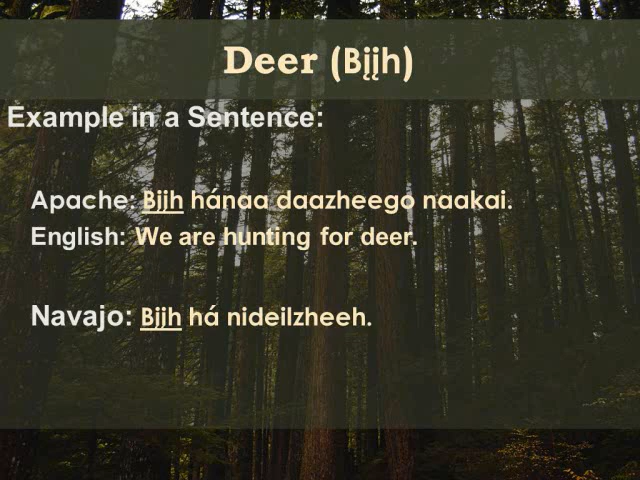 Deer (Bįįh)
Example in a Sentence:
Apache: Bįįh hánaa daazheego naakai.
English: We are hunting for deer.
Navajo: Bįįh há nideilzheeh.